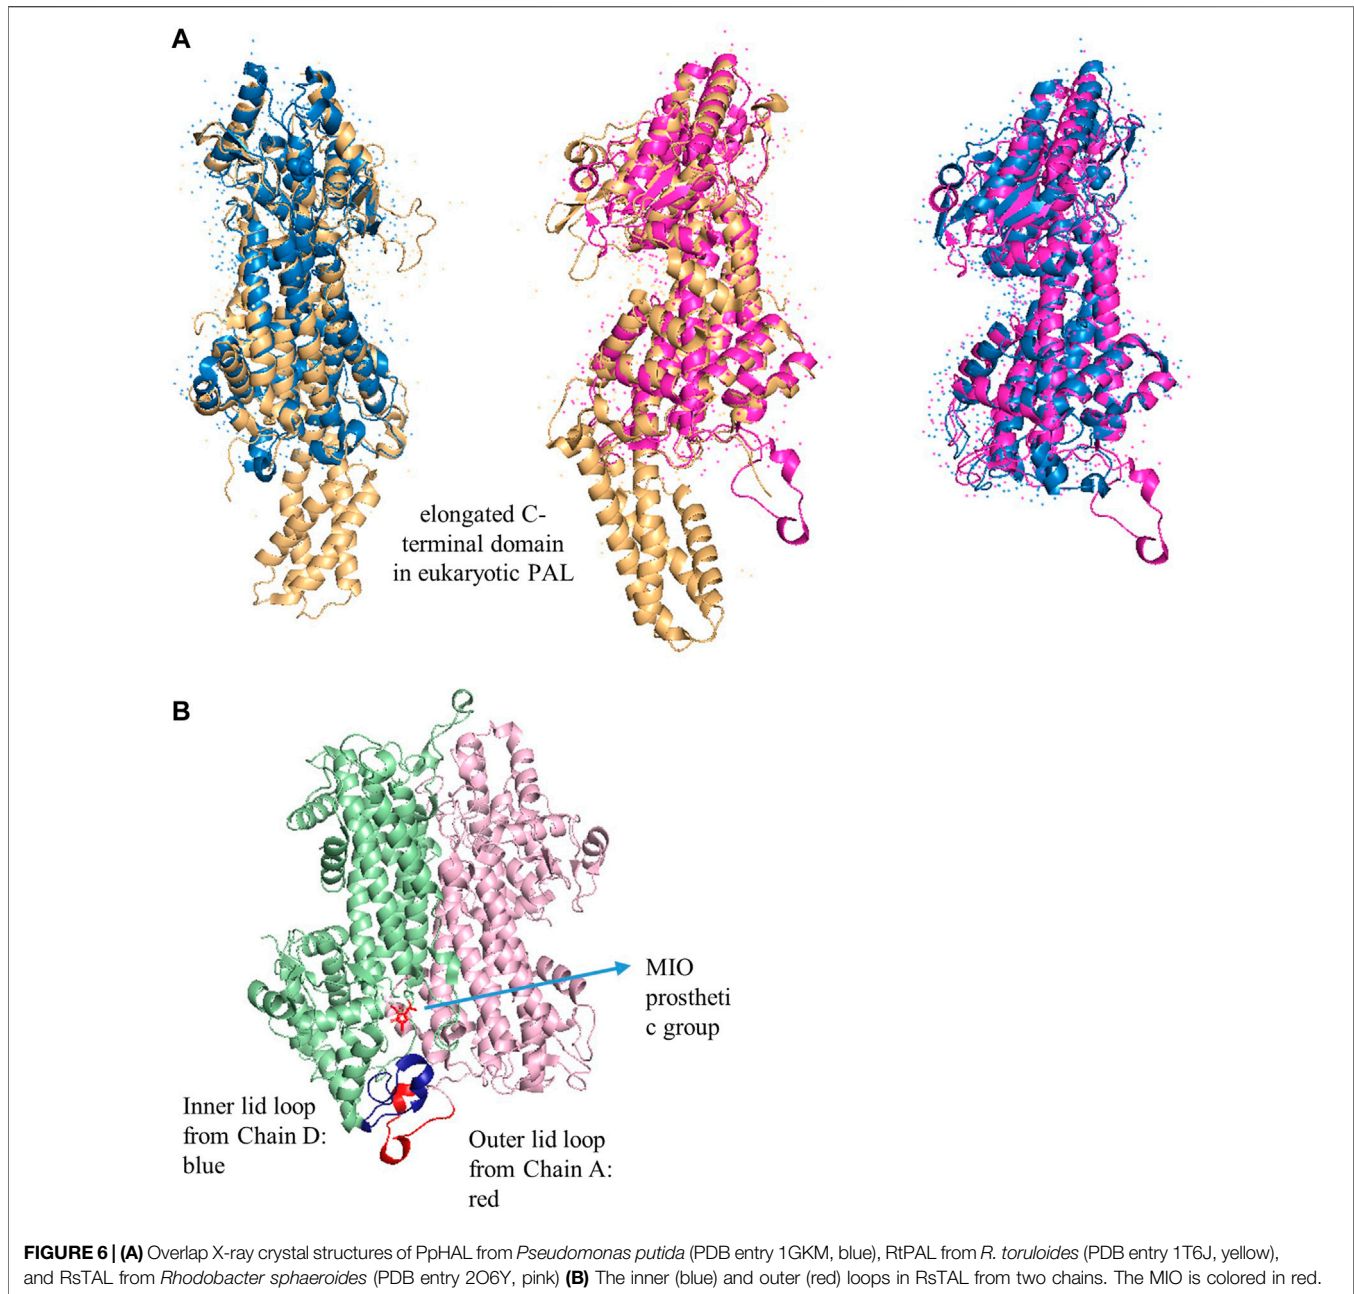 A
elongated C-
terminal domain
in eukaryotic PAL
B
MIO
prostheti
c group
Inner lid loop
from Chain D:
blue
Outer lid loop
from Chain A:
red
FIGURE 6 | (A) Overlap X-ray crystal structures of PpHAL from Pseudomonas putida (PDB entry 1GKM, blue), RtPAL from R. toruloides (PDB entry 1T6J, yellow),
and RsTAL from Rhodobacter sphaeroides (PDB entry 2O6Y, pink) (B) The inner (blue) and outer (red) loops in RsTAL from two chains. The MIO is colored in red.